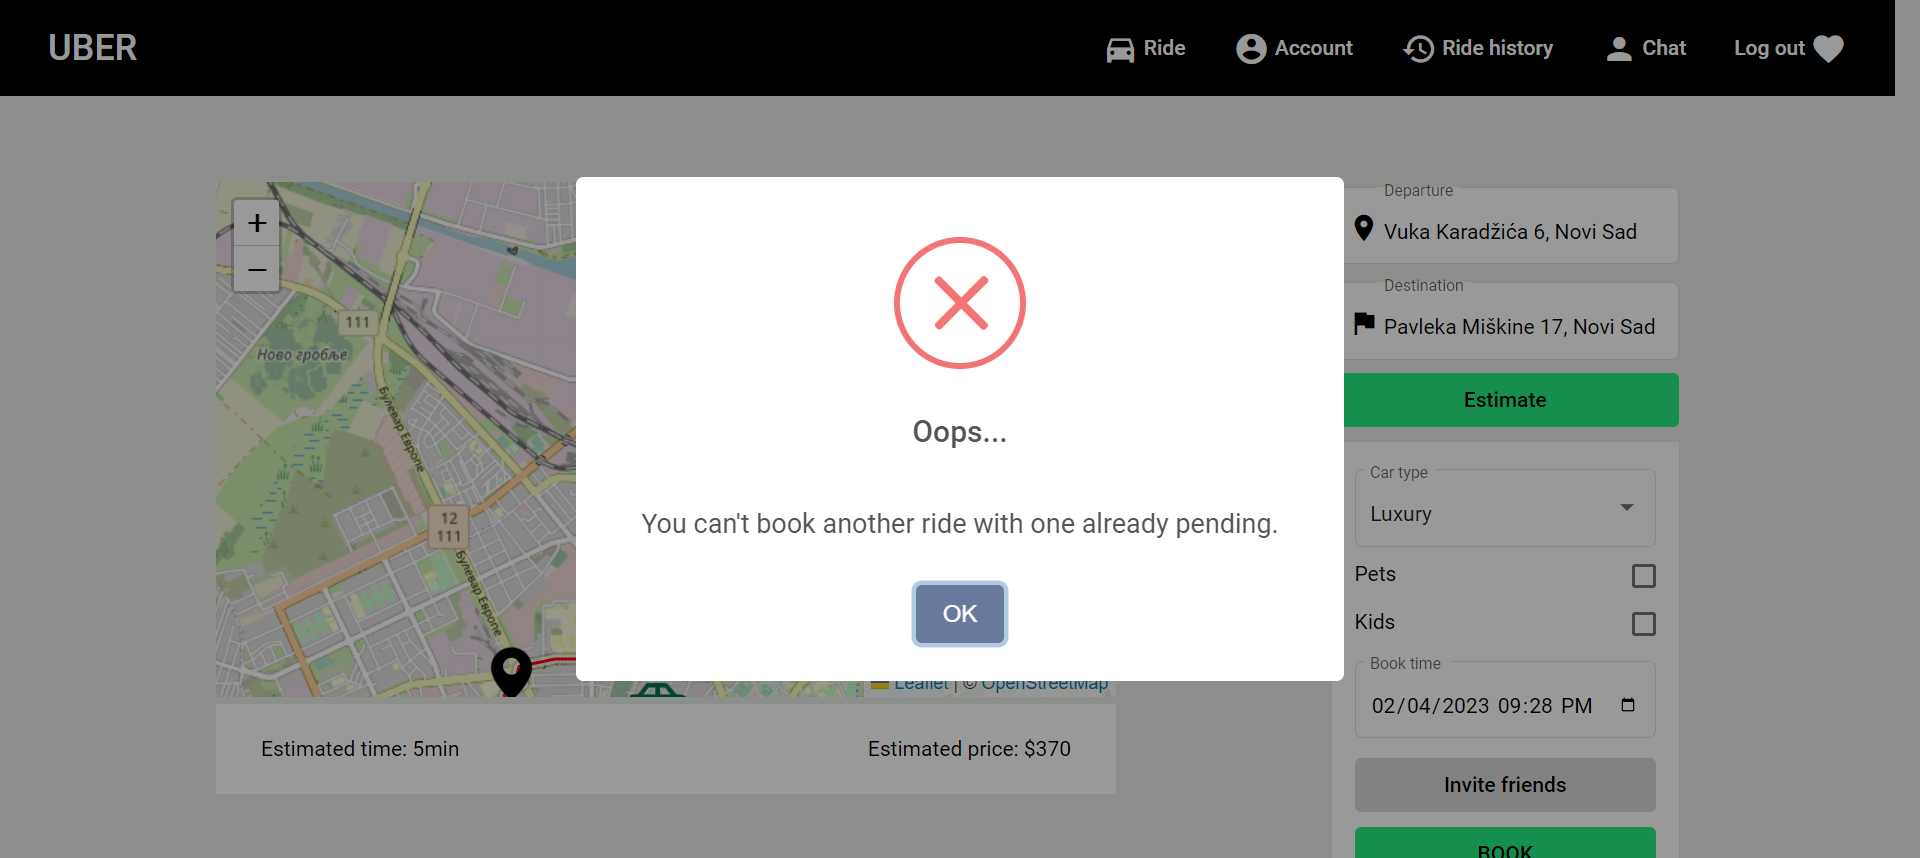 UBER
Ride
Account
Ride history
Chat
Log out
+
−
111
Ново гробље
Булевар Европе
12
111
Булевар Европе
Leaflet | © OpenStreetMap
Estimated time: 5min
Estimated price: $370
Oops...
You can't book another ride with one already pending.
OK
Departure
Vuka Karadžića 6, Novi Sad
Destination
Pavleka Miškine 17, Novi Sad
Estimate
Car type
Luxury
Pets
Kids
Book time
02/04/2023 09:28 PM
Invite friends
BOOK